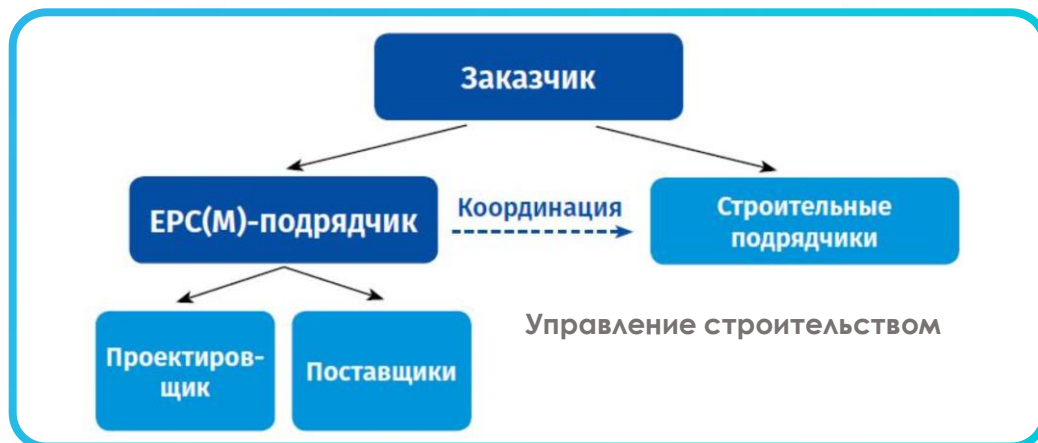 Заказчик
EPC(M)-подрядчик
Координация
Строительные
подрядчики
Проектиров-
щик
Поставщики
Управление строительством